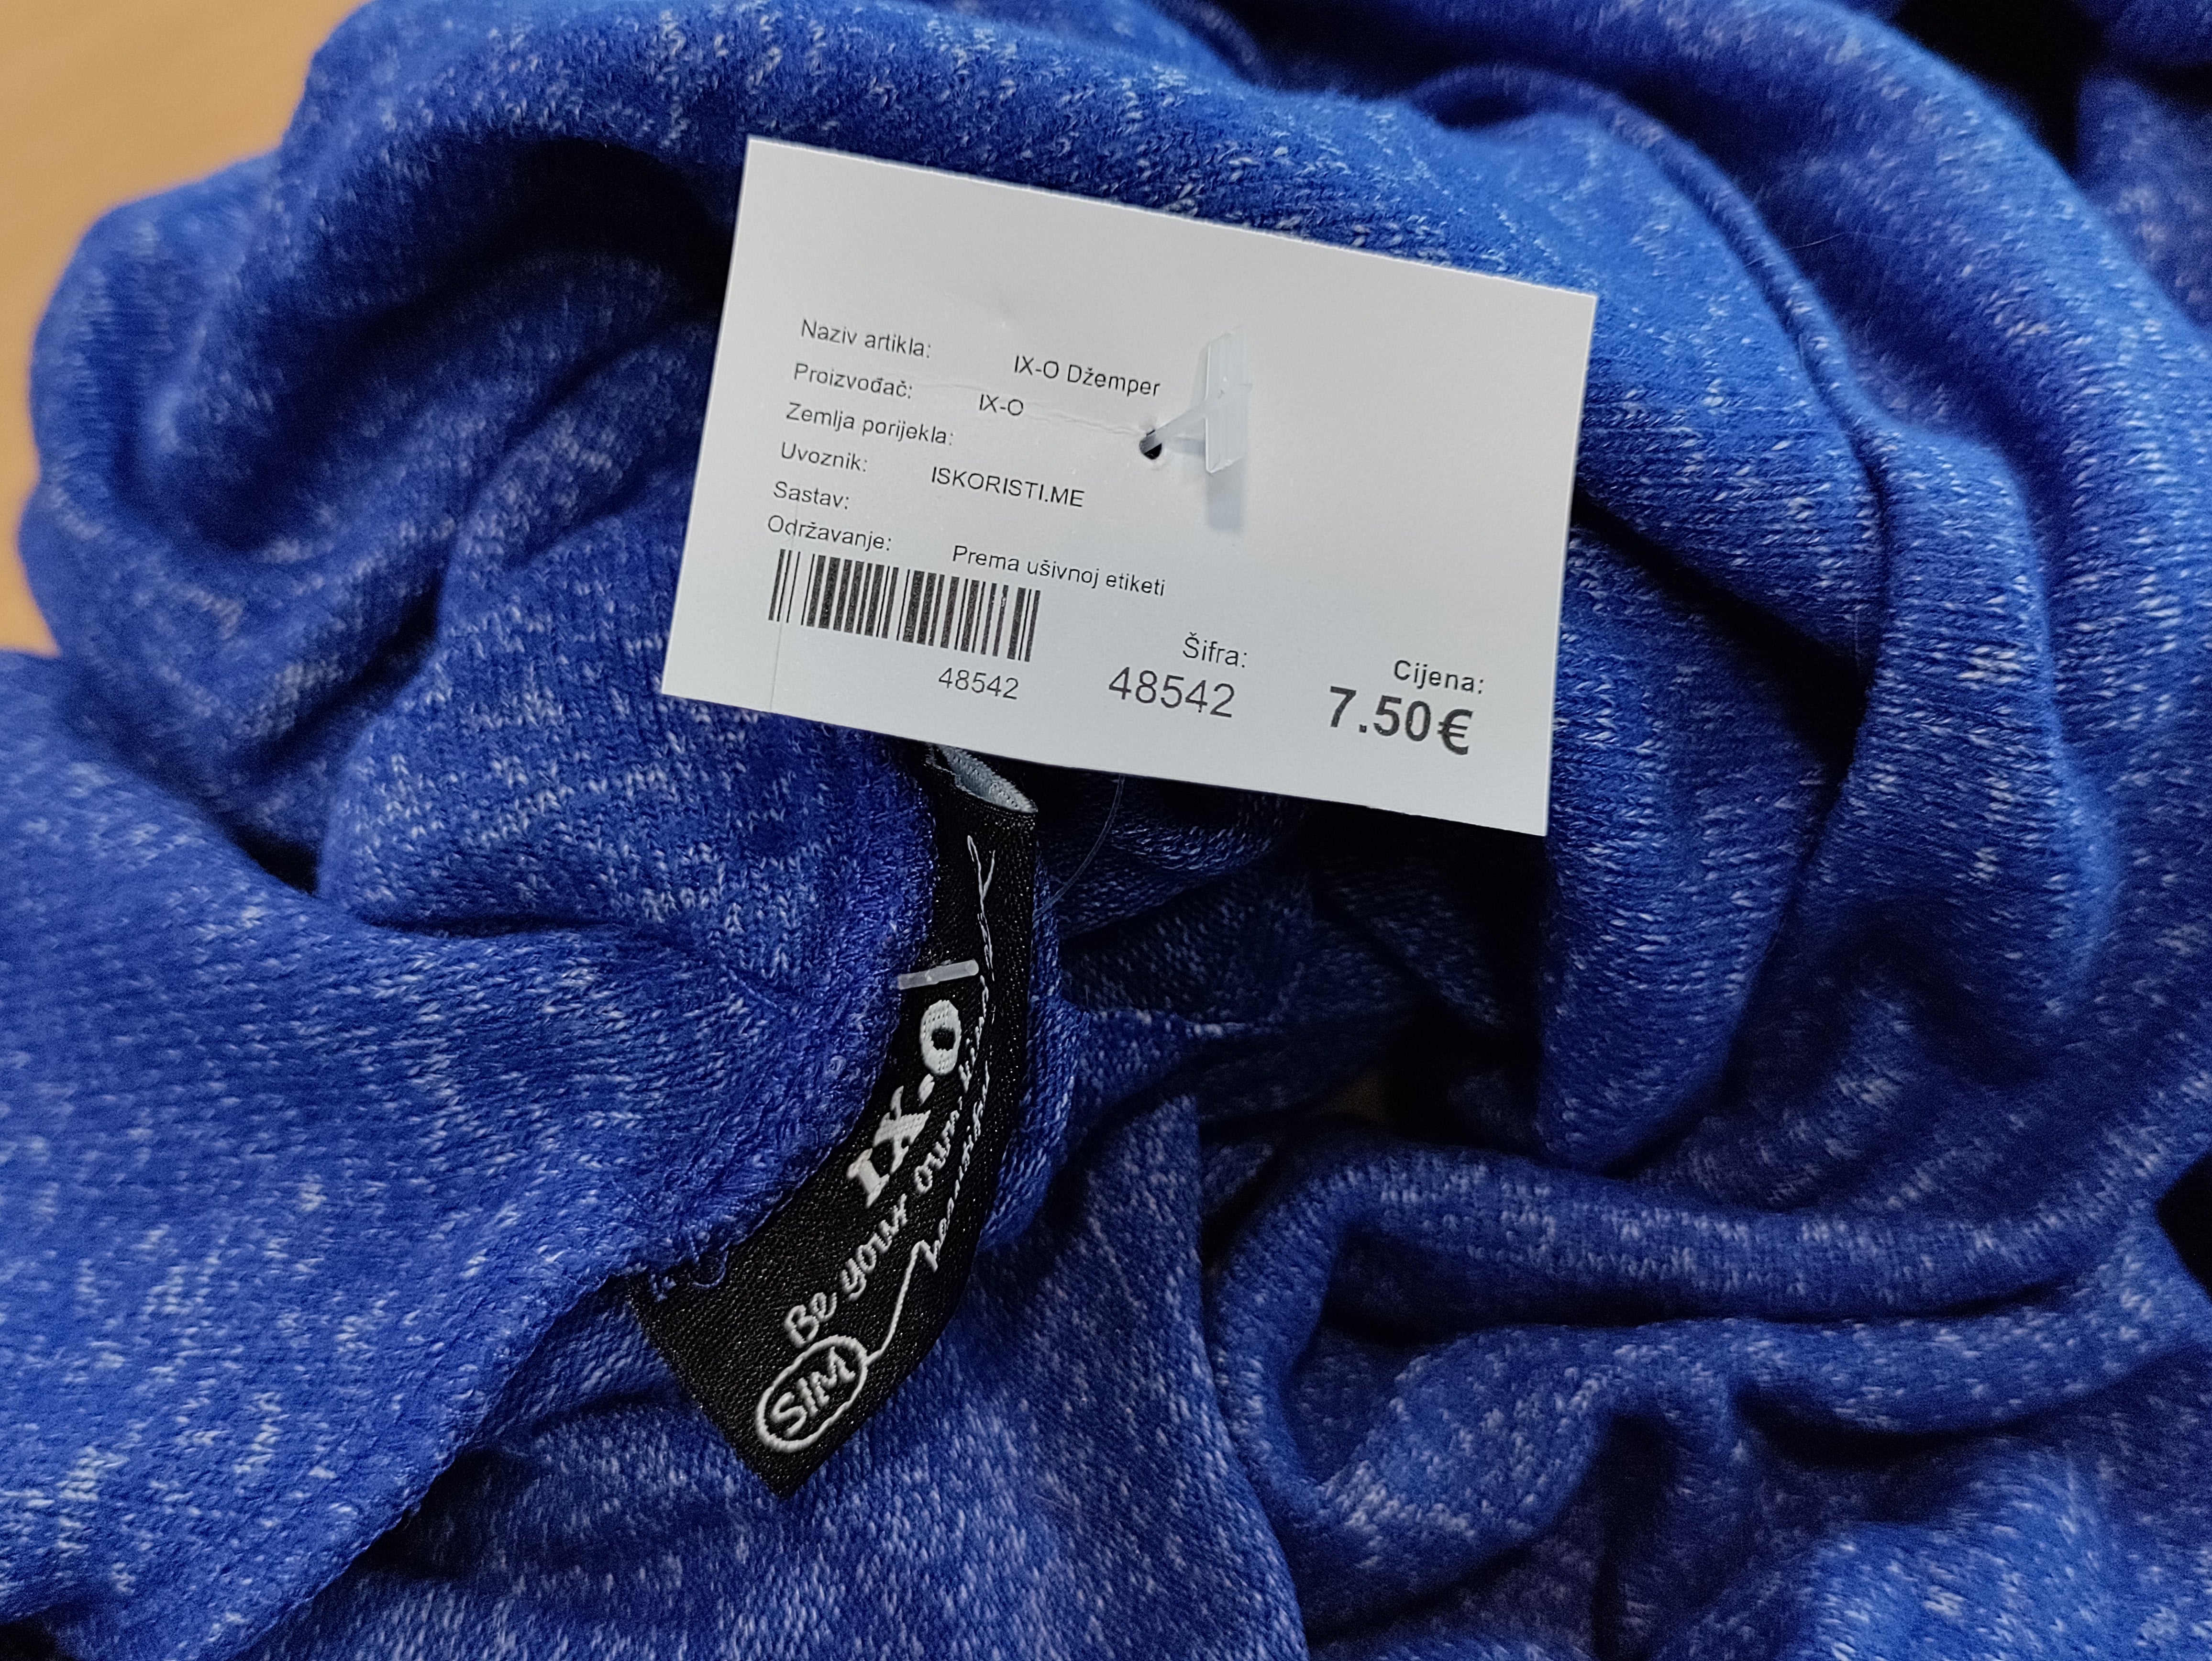 Naziv artikla: IX-O Džemper
Proizvođač: IX-O
Zemlja porijekla:
Uvoznik: ISKORISTI.ME
Sastav:
Održavanje: Prema ušivnoj etiketi
48542
Šifra:
48542
Cijena:
7.50€
IX.O
Be your own
SIM